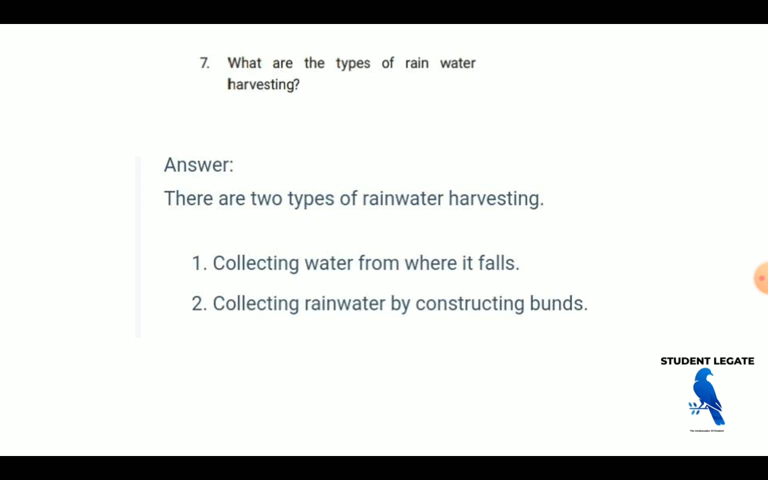 7. What are the types of rain water
harvesting?
Answer:
There are two types of rainwater harvesting.
1. Collecting water from where it falls.
2. Collecting rainwater by constructing bunds.
STUDENT LEGATE